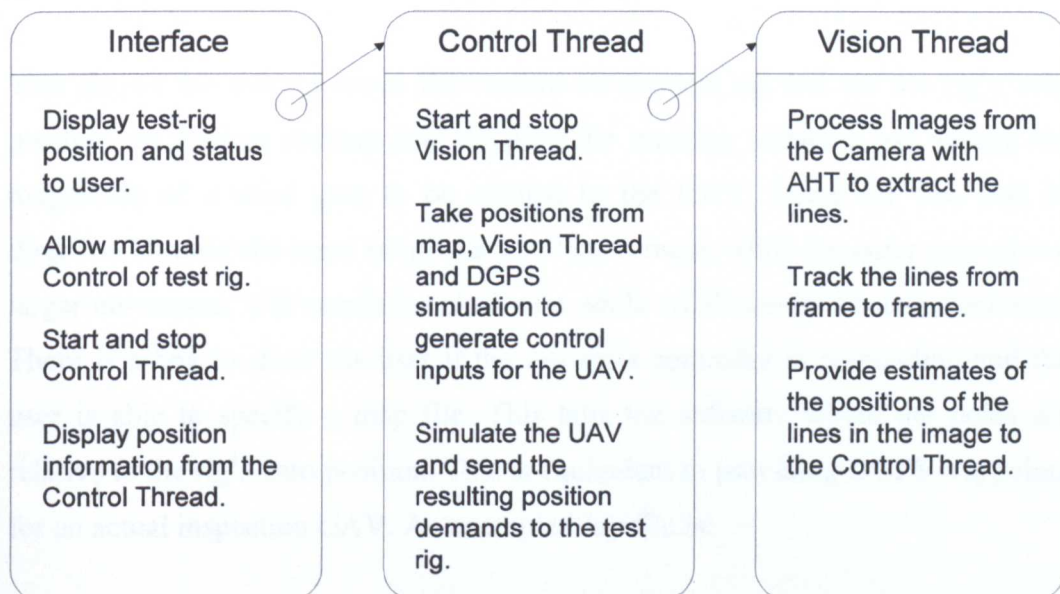 Interface
Display test-rig
position and status
to user.
Allow manual
Control of test rig.
Start and stop
Control Thread.
Display position
information from the
Control Thread.
Control Thread
Start and stop
Vision Thread.
Take positions from
map, Vision Thread
and DGPS
simulation to
generate control
inputs for the UAV.
Simulate the UAV
and send the
resulting position
demands to the test
rig.
Vision Thread
Process Images from
the Camera with
AHT to extract the
lines.
Track the lines from
frame to frame.
Provide estimates of
the positions of the
lines in the image to
the Control Thread.